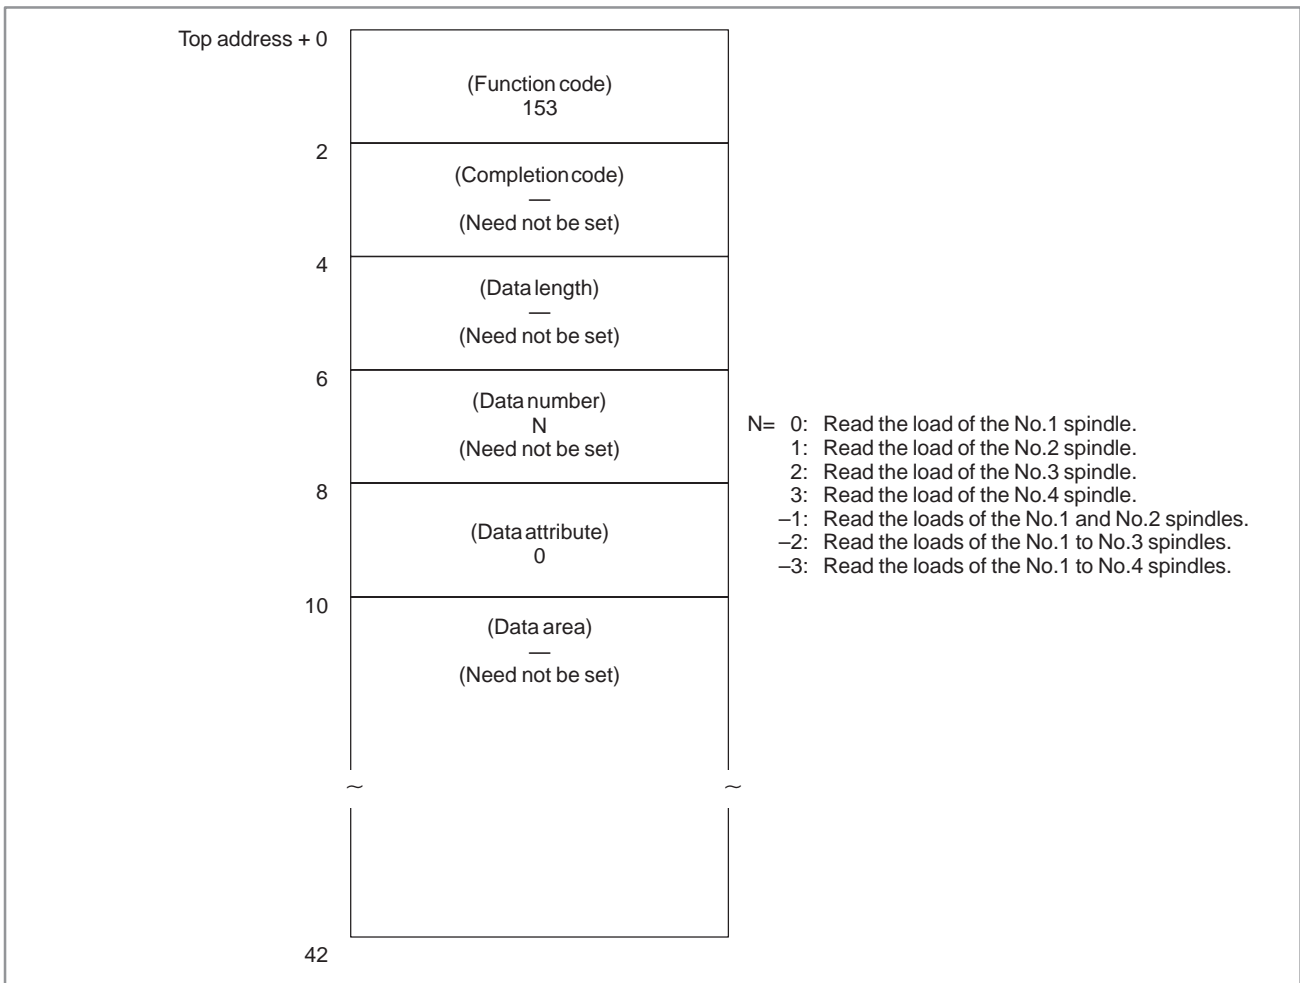 Top address + 0
(Function code)
153
2
(Completion code)
—
(Need not be set)
4
(Data length)
—
(Need not be set)
6
(Data number)
N
(Need not be set)
N= 0: Read the load of the No.1 spindle.
1: Read the load of the No.2 spindle.
2: Read the load of the No.3 spindle.
3: Read the load of the No.4 spindle.
–1: Read the loads of the No.1 and No.2 spindles.
–2: Read the loads of the No.1 to No.3 spindles.
–3: Read the loads of the No.1 to No.4 spindles.
8
(Data attribute)
0
10
(Data area)
—
(Need not be set)
~ ~
42